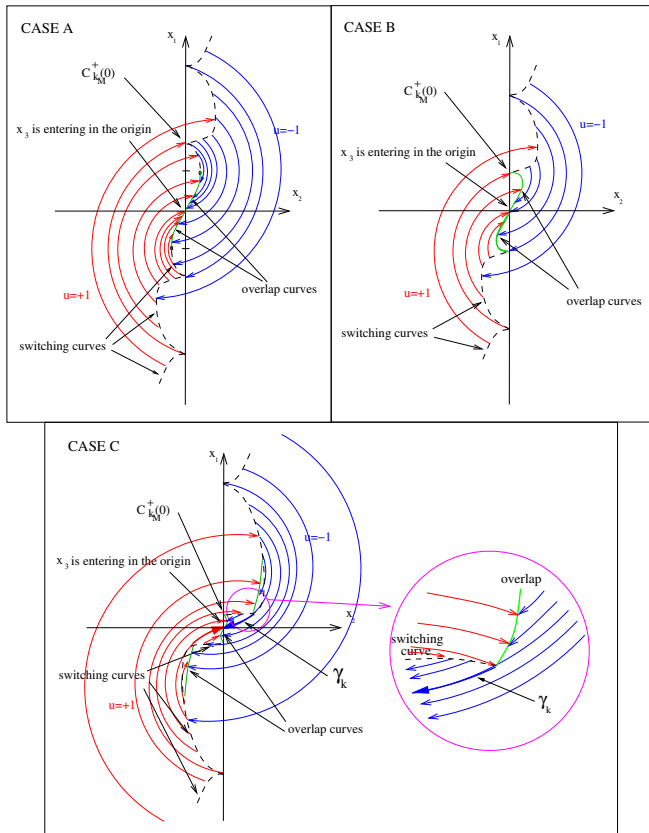 CASE A
x1
C+kM(0)
x3 is entering in the origin
u=−1
x2
overlap curves
u=+1
switching curves
CASE B
x1
C+kM(0)
u=−1
x3 is entering in the origin
x2
overlap curves
u=+1
switching curves
CASE C
x1
C+kM(0)
u=−1
x3 is entering in the origin
x2
overlap
switching
curve
γk
switching curves
γk
u=+1
overlap curves